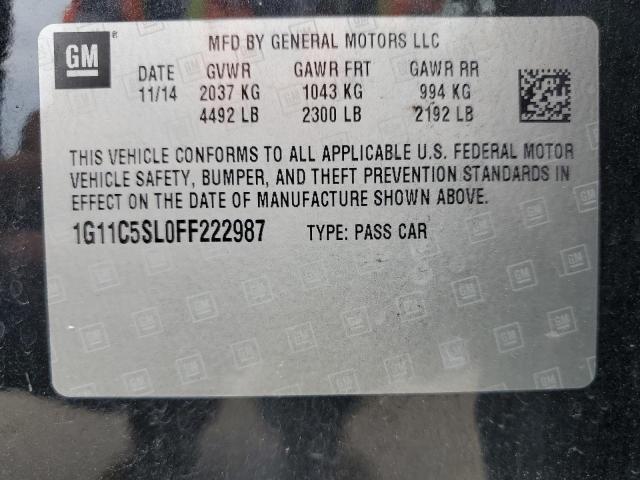 GM
MFD BY GENERAL MOTORS LLC
DATE GVWR GAWR FRT GAWR RR
11/14 2037 KG 1043 KG 994 KG
4492 LB 2300 LB 2192 LB
THIS VEHICLE CONFORMS TO ALL APPLICABLE U.S. FEDERAL MOTOR
VEHICLE SAFETY, BUMPER, AND THEFT PREVENTION STANDARDS IN
EFFECT ON THE DATE OF MANUFACTURE SHOWN ABOVE.
1G11C5SL0FF222987 TYPE: PASS CAR